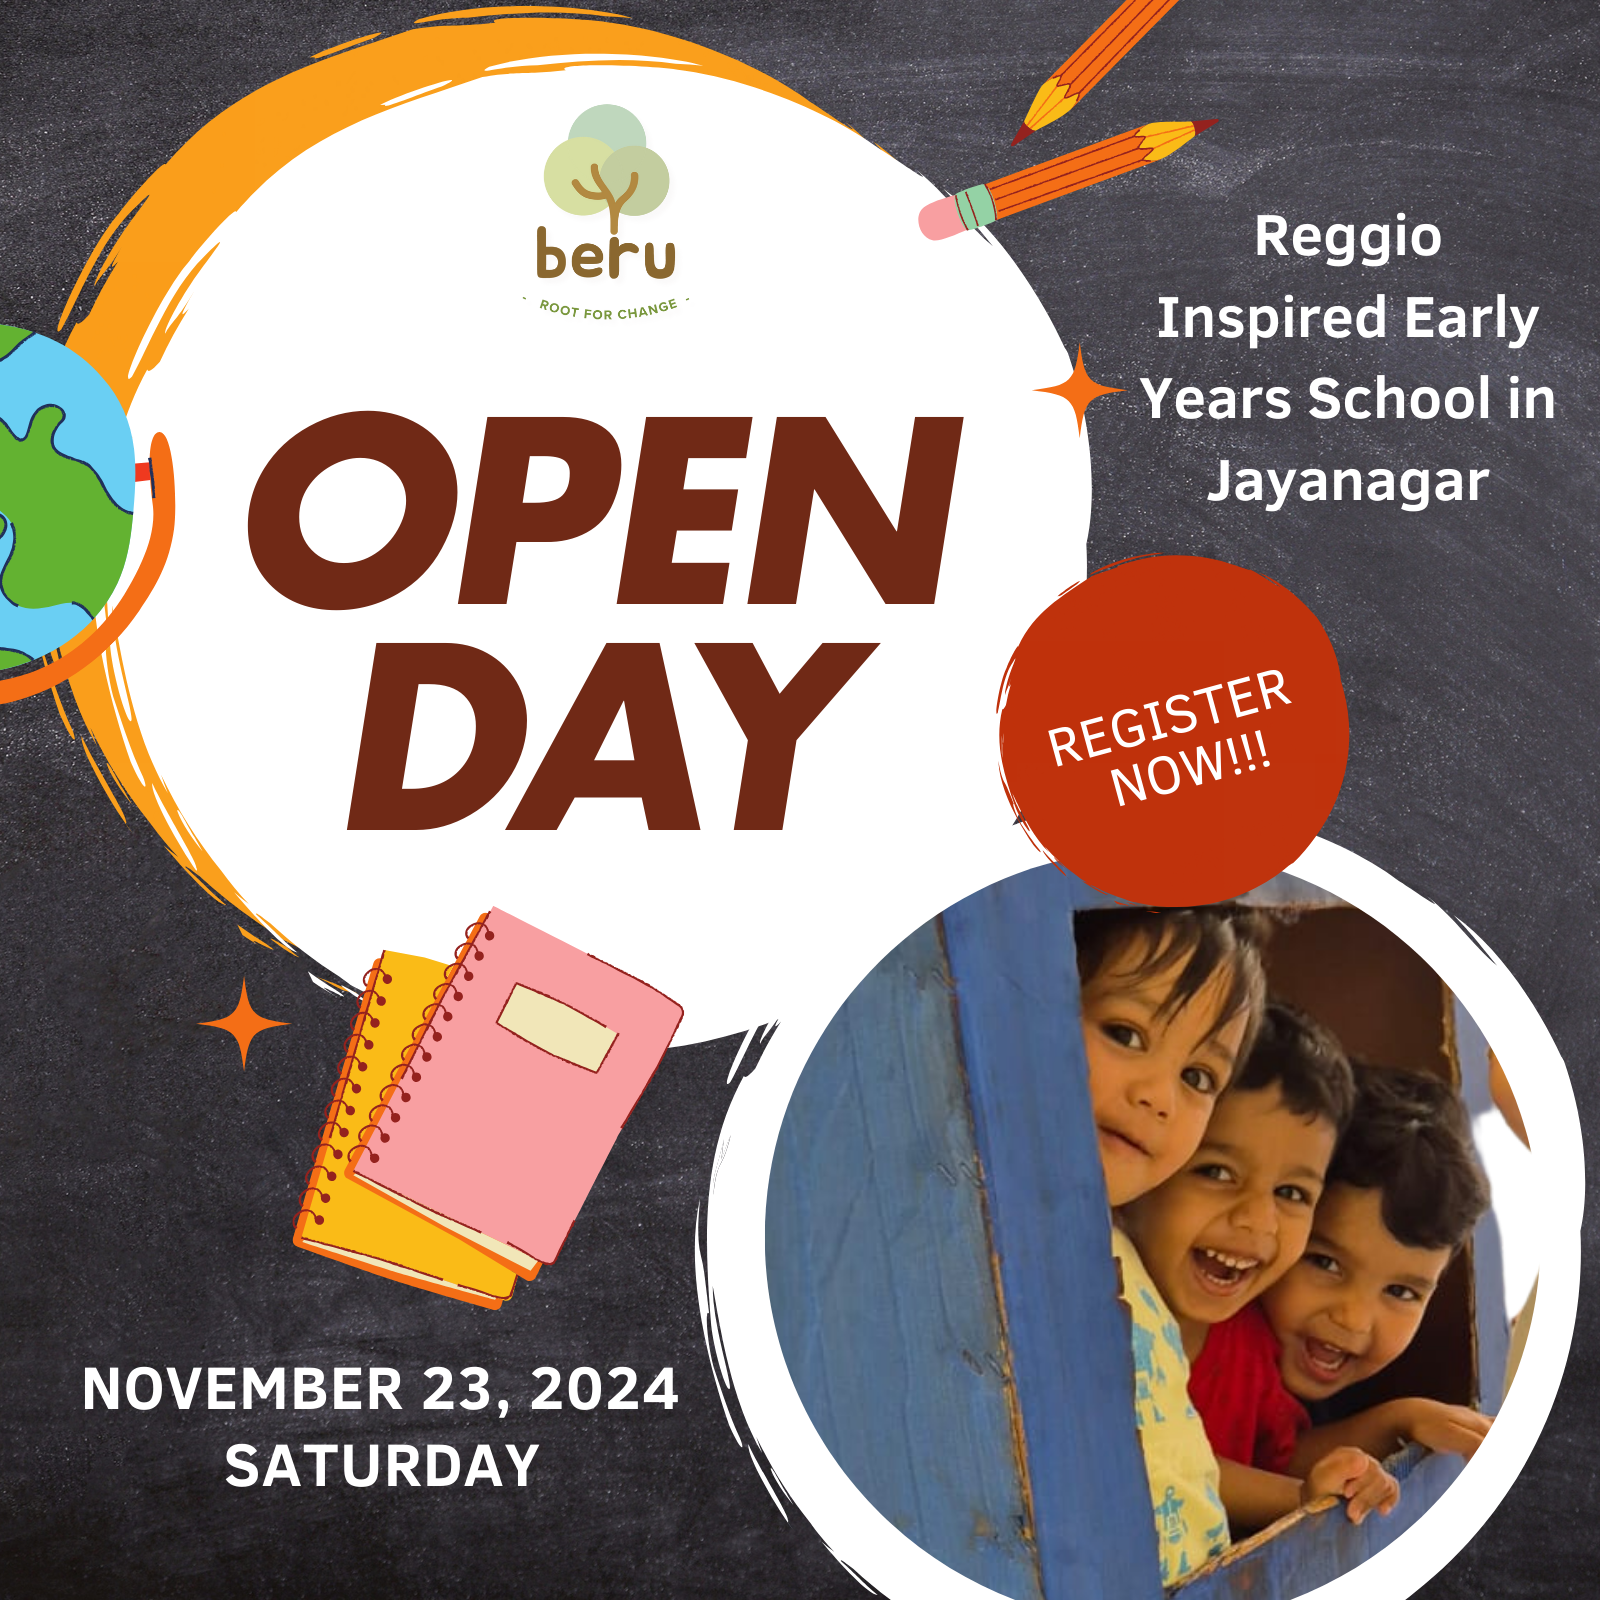 beru
- ROOT FOR CHANGE -
OPEN
DAY
Reggio
Inspired Early
Years School in
Jayanagar
REGISTER
NOW!!!
NOVEMBER 23, 2024
SATURDAY